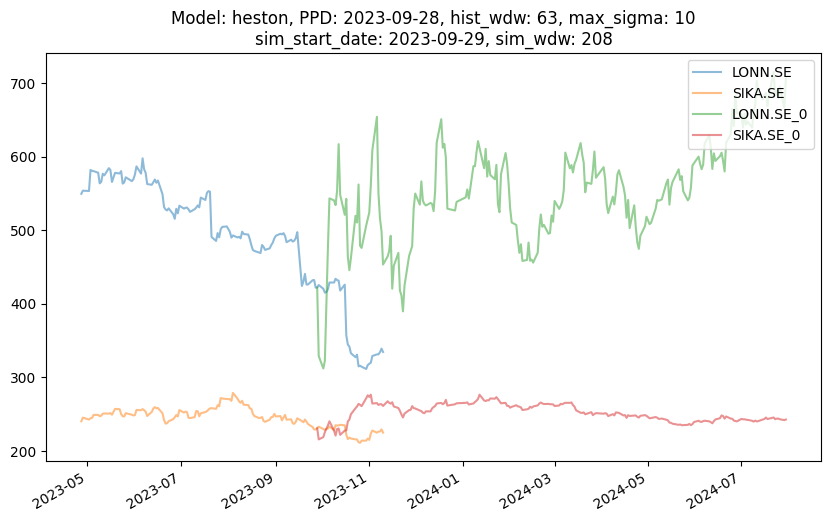 Model: heston, PPD: 2023-09-28, hist_wdw: 63, max_sigma: 10
sim_start_date: 2023-09-29, sim_wdw: 208
LONN.SE
SIKA.SE
LONN.SE_0
SIKA.SE_0
700
600
500
400
300
200
2023-05
2023-07
2023-09
2023-11
2024-01
2024-03
2024-05
2024-07